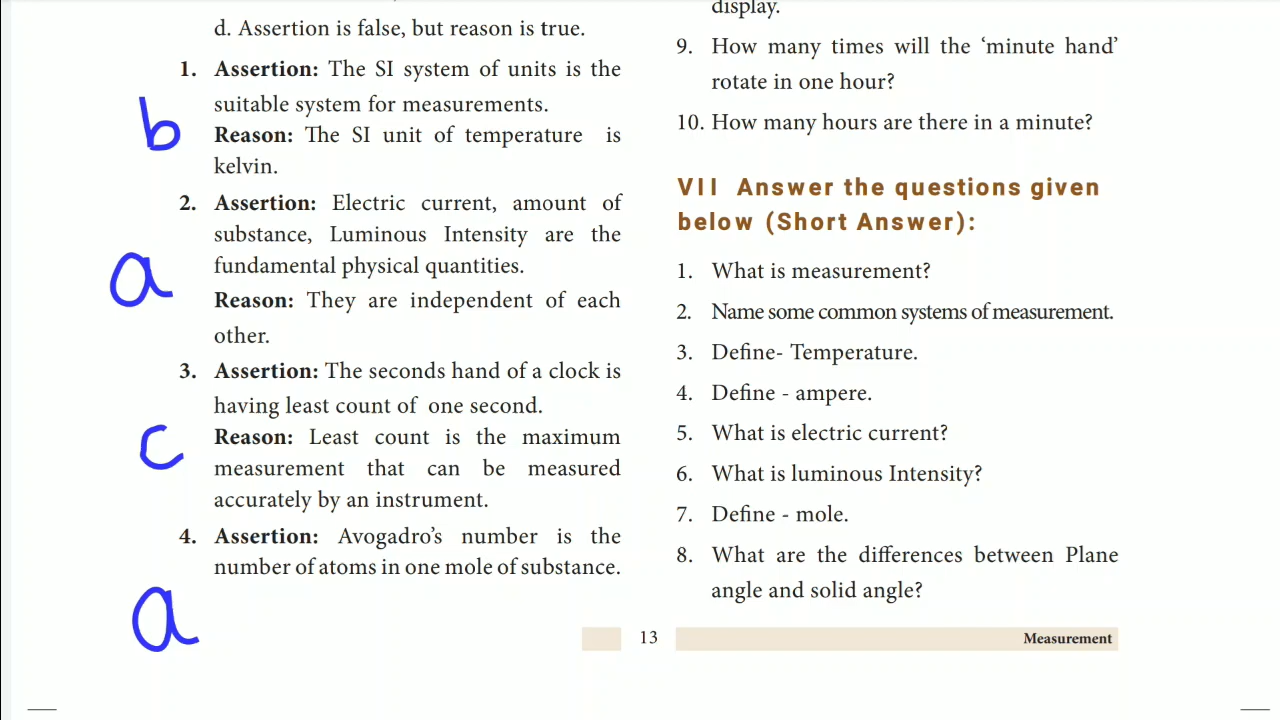 d. Assertion is false, but reason is true.
1. Assertion: The SI system of units is the
suitable system for measurements.
b
Reason: The SI unit of temperature is
kelvin.
2. Assertion: Electric current, amount of
substance, Luminous Intensity are the
fundamental physical quantities.
a
Reason: They are independent of each
other.
3. Assertion: The seconds hand of a clock is
having least count of one second.
c
Reason: Least count is the maximum
measurement that can be measured
accurately by an instrument.
4. Assertion: Avogadro's number is the
number of atoms in one mole of substance.
a
display.
9. How many times will the ‘minute hand’
rotate in one hour?
10. How many hours are there in a minute?
VII Answer the questions given
below (Short Answer):
1. What is measurement?
2. Name some common systems of measurement.
3. Define- Temperature.
4. Define - ampere.
5. What is electric current?
6. What is luminous Intensity?
7. Define - mole.
8. What are the differences between Plane
angle and solid angle?
13
Measurement